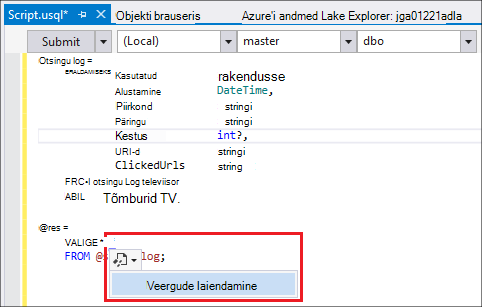 Script.usql* Objekti brauseris Azure'i andmed Lake Explorer: jga01221adla
Submit (Local) master dbo
Otsingu log =
ERALDAMISEKS Kasutatud rakendusse
Alustamine DateTime,
Piirkond stringi
Päringu stringi
Kestus int?,
URI-d stringi
ClickedUrls string
FRC•I otsingu Log televiisor
ABIL Tõmburid TV.
@res =
VALIGE *
FROM @s log;
Veergude laiendamine